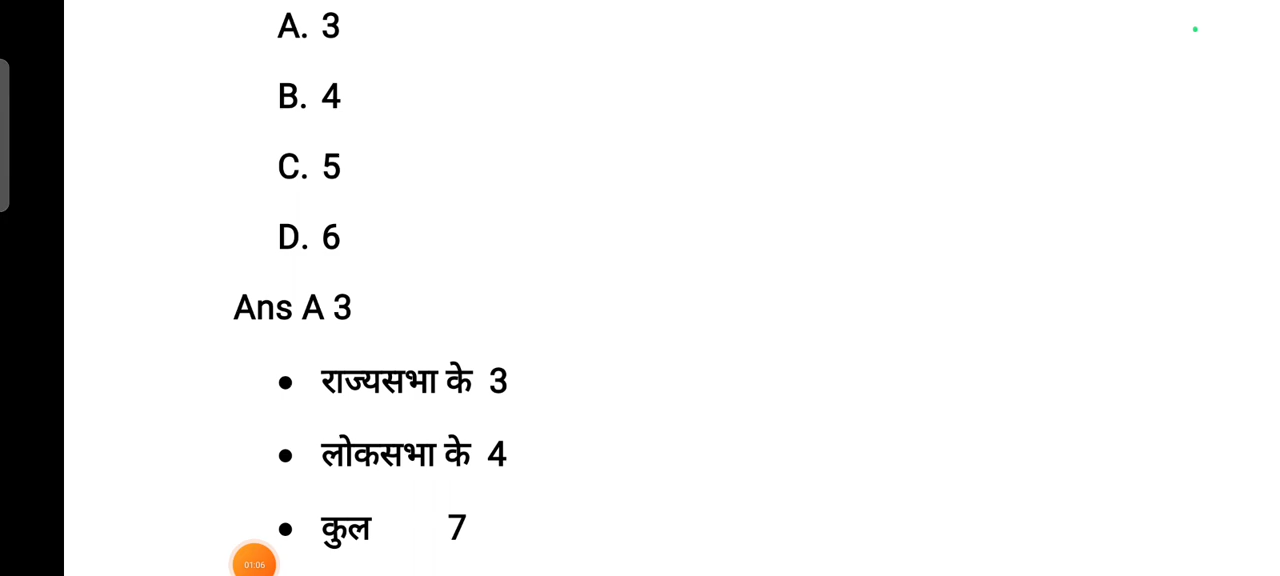 A. 3
B. 4
C. 5
D. 6
Ans A 3
● राज्यसभा के 3
● लोकसभा के 4
● कुल 7
01:06